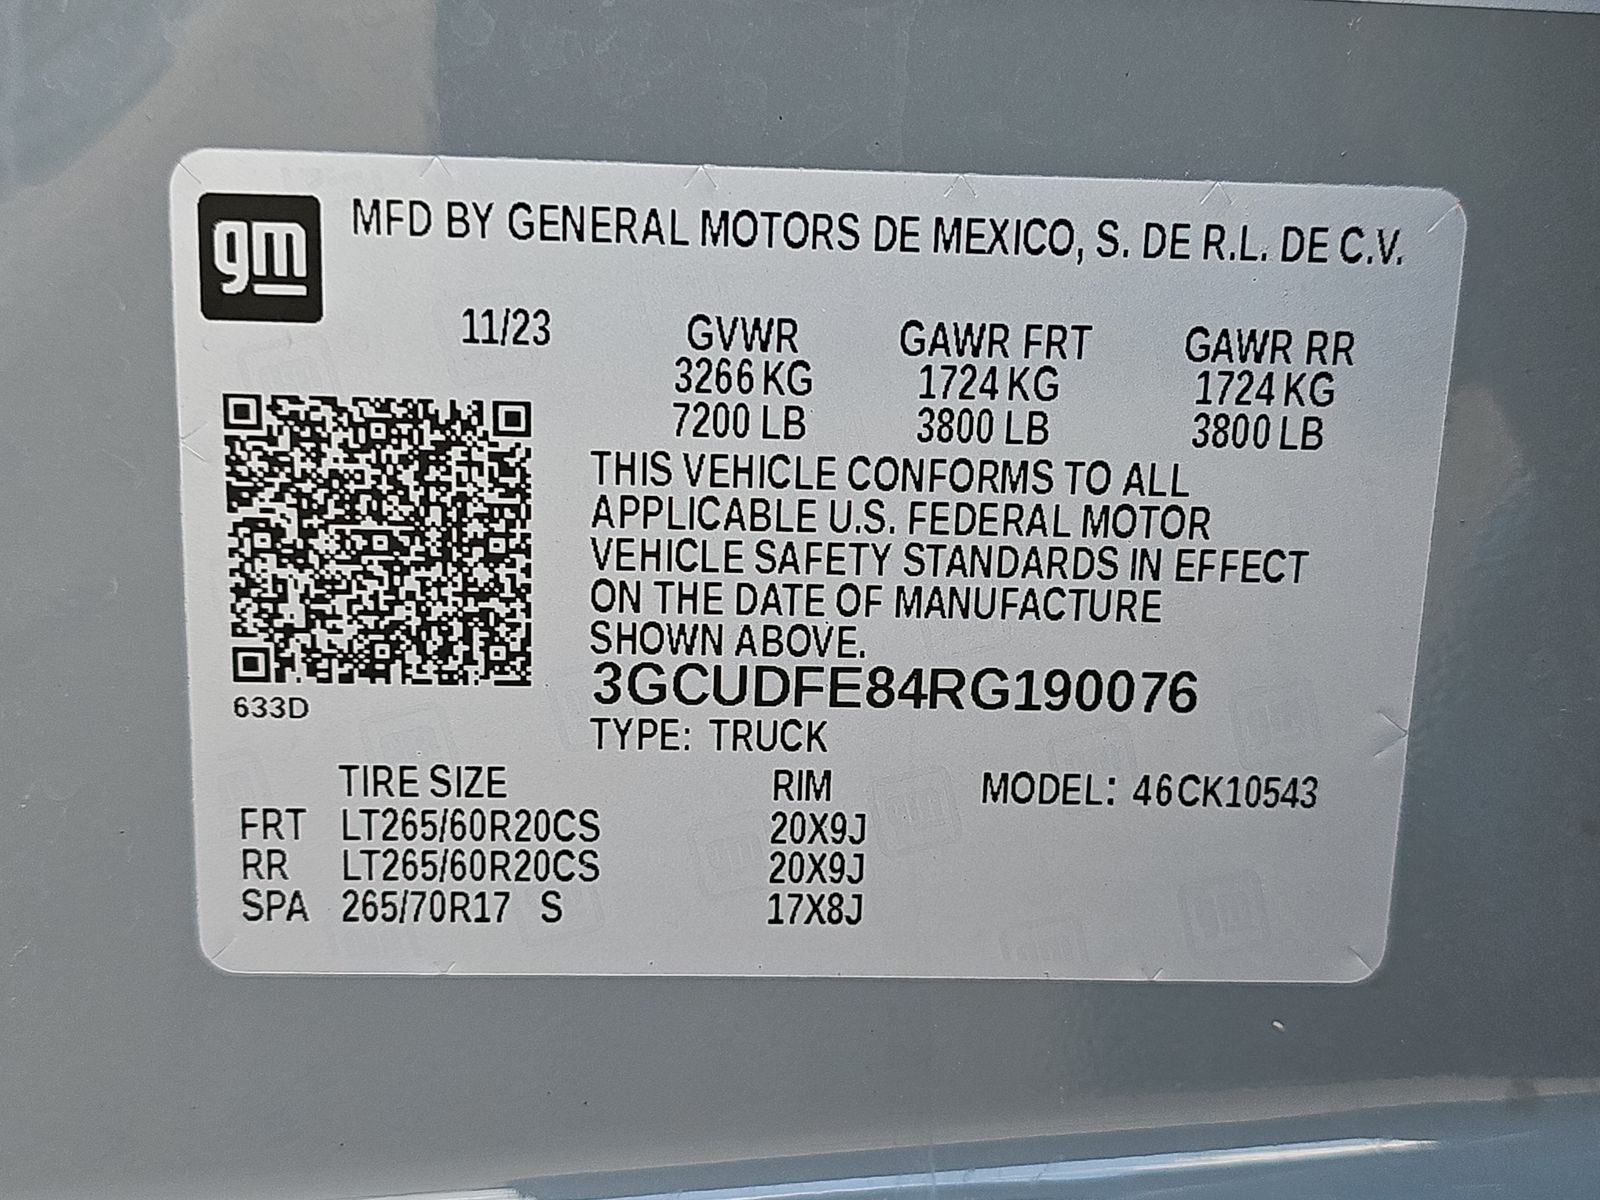 gm
MFD BY GENERAL MOTORS DE MEXICO, S. DE R.L. DE C.V.
11/23 GVWR GAWR FRT GAWR RR
3266 KG 1724 KG 1724 KG
7200 LB 3800 LB 3800 LB
THIS VEHICLE CONFORMS TO ALL
APPLICABLE U.S. FEDERAL MOTOR
VEHICLE SAFETY STANDARDS IN EFFECT
ON THE DATE OF MANUFACTURE
SHOWN ABOVE.
3GCUDFE84RG190076
633D
TYPE: TRUCK
TIRE SIZE RIM MODEL: 46CK10543
FRT LT265/60R20CS 20X9J
RR LT265/60R20CS 20X9J
SPA 265/70R17 S 17X8J